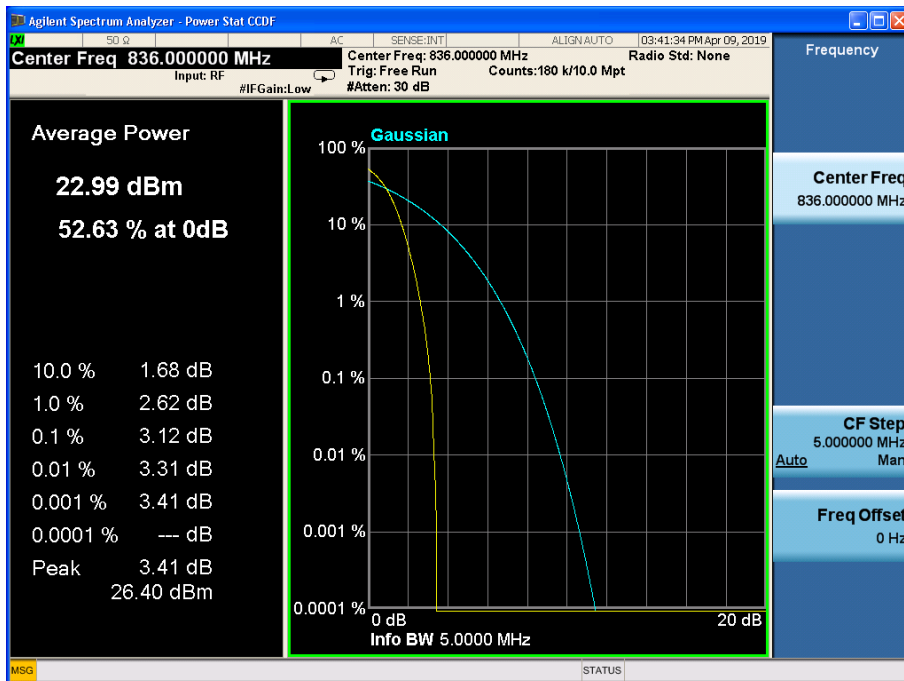 Agilent Spectrum Analyzer - Power Stat CCDF
LXI 50 Ω AC SENSE:INT ALIGN AUTO 03:41:34 PM Apr 09, 2019
Center Freq 836.000000 MHz
Input: RF
#IFGain:Low
Center Freq: 836.000000 MHz
Radio Std: None
Trig: Free Run
Counts:180 k/10.0 Mpt
#Atten: 30 dB
Average Power
22.99 dBm
52.63 % at 0dB
10.0 % 1.68 dB
1.0 % 2.62 dB
0.1 % 3.12 dB
0.01 % 3.31 dB
0.001 % 3.41 dB
0.0001 % --- dB
Peak 3.41 dB
26.40 dBm
Gaussian
100 %
10 %
1 %
0.1 %
0.01 %
0.001 %
0.0001 %
0 dB 20 dB
Info BW 5.0000 MHz
Frequency
Center Freq
836.000000 MHz
CF Step
5.000000 MHz
Auto Man
Freq Offset
0 Hz
MSG STATUS